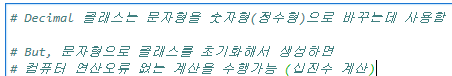 # Decimal 클래스는 문자형을 숫자형(정수형)으로 바꾸는데 사용함
# But, 문자형으로 클래스를 초기화해서 생성하면
# 컴퓨터 연산오류 없는 계산을 수행가능 (십진수 계산)